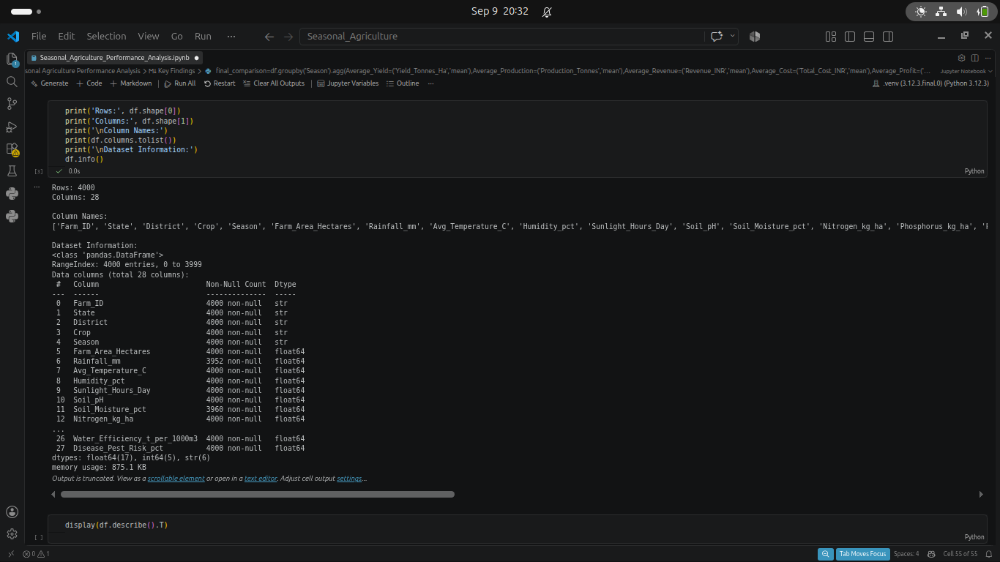 Sep 9 20:32
File Edit Selection View Go Run ···
Seasonal_Agriculture
Seasonal_Agriculture_Performance_Analysis.ipynb
sonal Agriculture Performance Analysis > M↓ Key Findings > final_comparison=df.groupby('Season').agg(Average_Yield=('Yield_Tonnes_Ha','mean'),Average_Production=('Production_Tonnes','mean'),Average_Revenue=('Revenue_INR','mean'),Average_Cost=('Total_Cost_INR','mean'),Average_Profit=('...
Jupyter Notebook
Generate + Code + Markdown Run All Restart Clear All Outputs Jupyter Variables Outline ··· .venv (3.12.3.final.0) (Python 3.12.3)
print('Rows:', df.shape[0])
print('Columns:', df.shape[1])
print('\nColumn Names:')
print(df.columns.tolist())
print('\nDataset Information:')
df.info()
[3] 0.0s Python
Rows: 4000
Columns: 28
Column Names:
['Farm_ID', 'State', 'District', 'Crop', 'Season', 'Farm_Area_Hectares', 'Rainfall_mm', 'Avg_Temperature_C', 'Humidity_pct', 'Sunlight_Hours_Day', 'Soil_pH', 'Soil_Moisture_pct', 'Nitrogen_kg_ha', 'Phosphorus_kg_ha',
Dataset Information:
<class 'pandas.DataFrame'>
RangeIndex: 4000 entries, 0 to 3999
Data columns (total 28 columns):
# Column Non-Null Count Dtype
--- ------ -------------- -----
0 Farm_ID 4000 non-null str
1 State 4000 non-null str
2 District 4000 non-null str
3 Crop 4000 non-null str
4 Season 4000 non-null str
5 Farm_Area_Hectares 4000 non-null float64
6 Rainfall_mm 3952 non-null float64
7 Avg_Temperature_C 4000 non-null float64
8 Humidity_pct 4000 non-null float64
9 Sunlight_Hours_Day 4000 non-null float64
10 Soil_pH 4000 non-null float64
11 Soil_Moisture_pct 3960 non-null float64
12 Nitrogen_kg_ha 4000 non-null float64
...
26 Water_Efficiency_t_per_1000m3 4000 non-null float64
27 Disease_Pest_Risk_pct 4000 non-null float64
dtypes: float64(17), int64(5), str(6)
memory usage: 875.1 KB
Output is truncated. View as a scrollable element or open in a text editor. Adjust cell output settings...
display(df.describe().T)
[ ] Python
0 1 Tab Moves Focus Spaces: 4 Cell 55 of 55